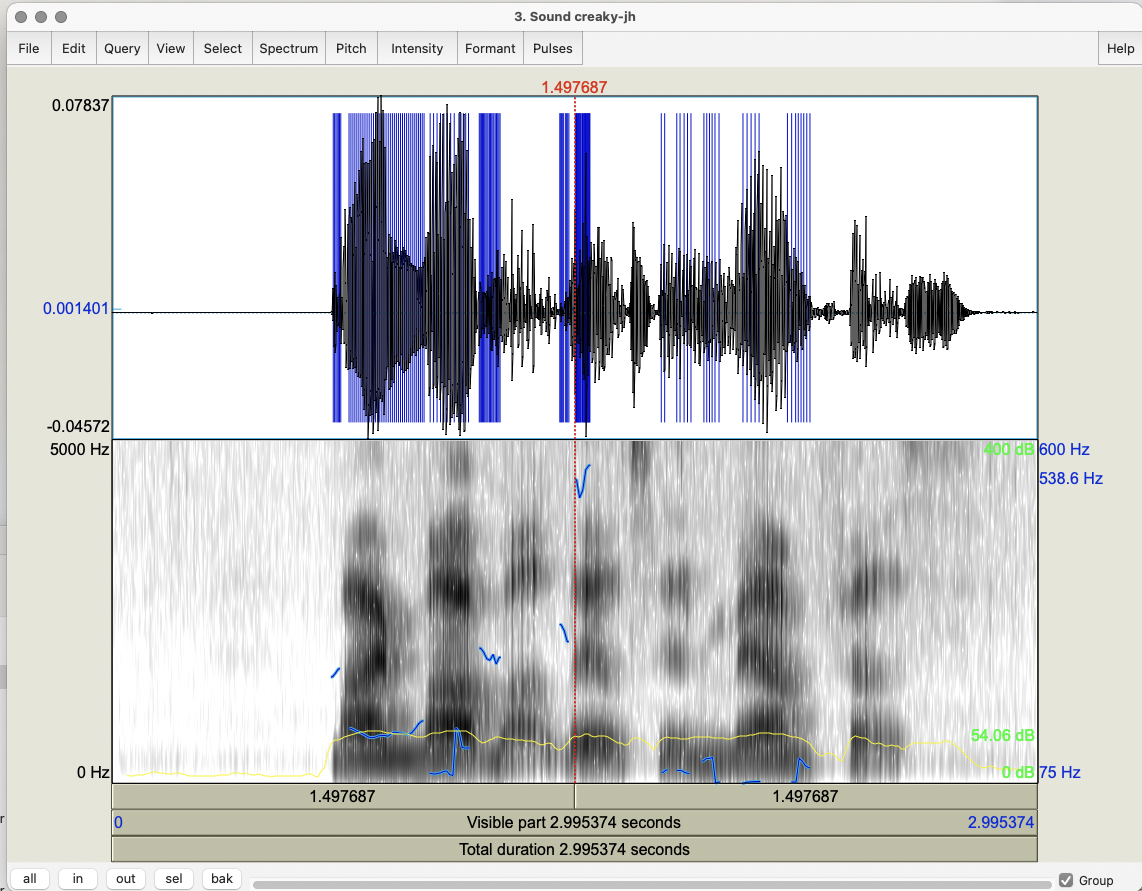 3. Sound creaky-jh
File Edit Query View Select Spectrum Pitch Intensity Formant Pulses Help
1.497687
0.07837
0.001401
-0.04572
5000 Hz 400 dB 600 Hz
538.6 Hz
54.06 dB
0 Hz 0 dB 75 Hz
1.497687 1.497687
0 Visible part 2.995374 seconds 2.995374
Total duration 2.995374 seconds
all in out sel bak Group